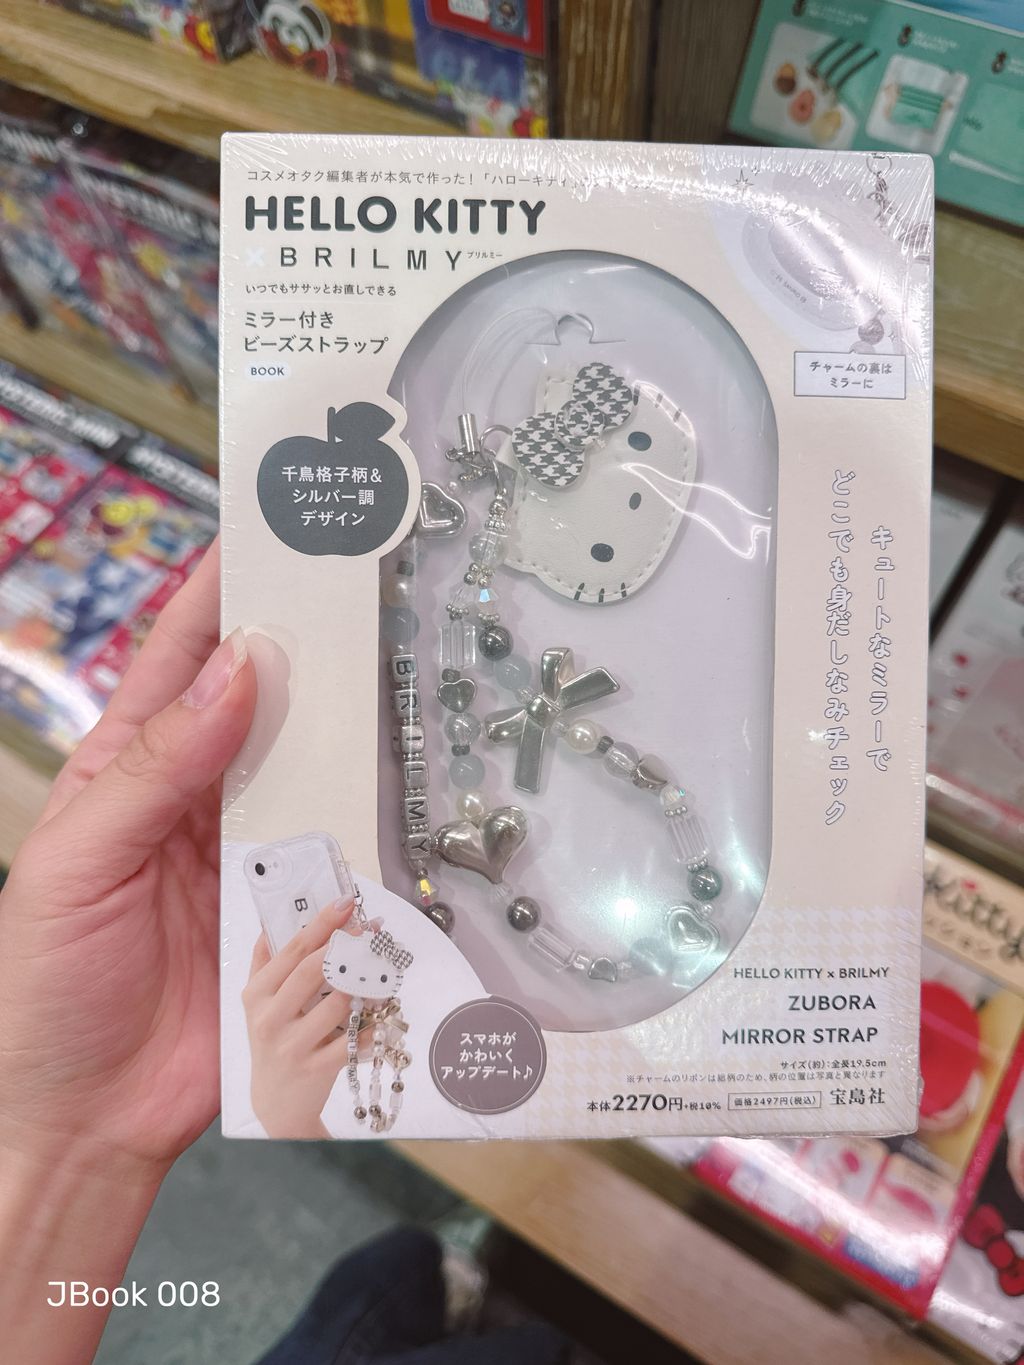 コスメオタク編集者が本気で作った!「ハローキティ」
HELLO KITTY
× BRILMY ブリルミー
いつでもササッとお直しできる
ミラー付き
ビーズストラップ
BOOK
チャームの裏は
ミラーに
千鳥格子柄&
シルバー調
デザイン
キュートなミラーで
どこでも身だしなみチェック
BRILMY
BRILMY
スマホが
かわいく
アップデート♪
HELLO KITTY × BRILMY
ZUBORA
MIRROR STRAP
サイズ(約):全長19.5cm
※チャームのリボンは総柄のため、柄の位置は写真と異なります
本体2270円+税10% 価格2497円(税込) 宝島社
Kitty
JBook 008